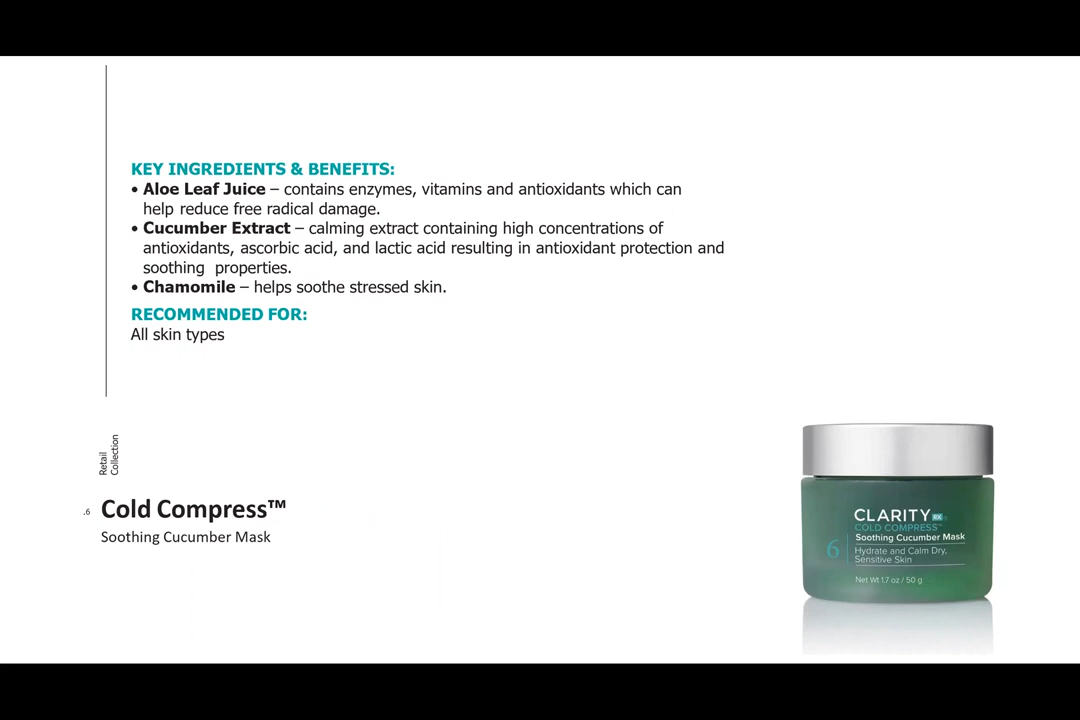 KEY INGREDIENTS & BENEFITS:
• Aloe Leaf Juice – contains enzymes, vitamins and antioxidants which can
help reduce free radical damage.
• Cucumber Extract – calming extract containing high concentrations of
antioxidants, ascorbic acid, and lactic acid resulting in antioxidant protection and
soothing properties.
• Chamomile – helps soothe stressed skin.
RECOMMENDED FOR:
All skin types
Retail
Collection
.6
Cold Compress™
Soothing Cucumber Mask
CLARITY RX
COLD COMPRESS™
Soothing Cucumber Mask
6
Hydrate and Calm Dry,
Sensitive Skin
Net Wt 1.7 oz / 50 g